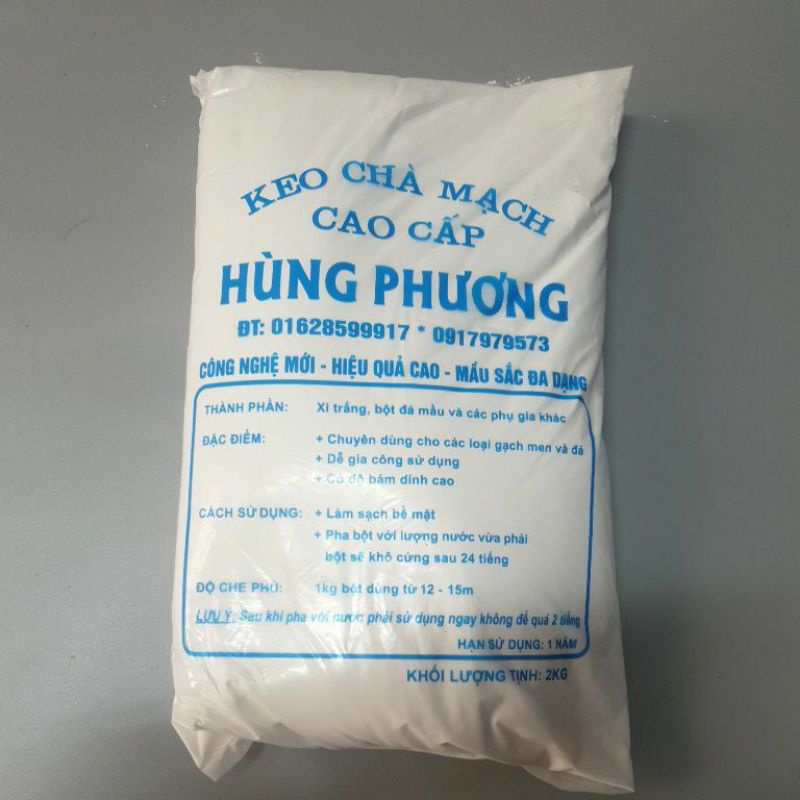 KEO CHÀ MẠCH
CAO CẤP
HÙNG PHƯƠNG
ĐT: 01628599917 * 0917979573
CÔNG NGHỆ MỚI - HIỆU QUẢ CAO - MẦU SẮC ĐA DẠNG
THÀNH PHẦN: Xi trắng, bột đá mầu và các phụ gia khác
ĐẶC ĐIỂM: + Chuyên dùng cho các loại gạch men và đá
+ Dễ gia công sử dụng
+ Có độ bám dính cao
CÁCH SỬ DỤNG: + Làm sạch bề mặt
+ Pha bột với lượng nước vừa phải
bột sẽ khô cứng sau 24 tiếng
ĐỘ CHE PHỦ: 1kg bột dùng từ 12 - 15m
LƯU Ý: Sau khi pha với nước phải sử dụng ngay không để quá 2 tiếng
HẠN SỬ DỤNG: 1 NĂM
KHỐI LƯỢNG TỊNH: 2KG